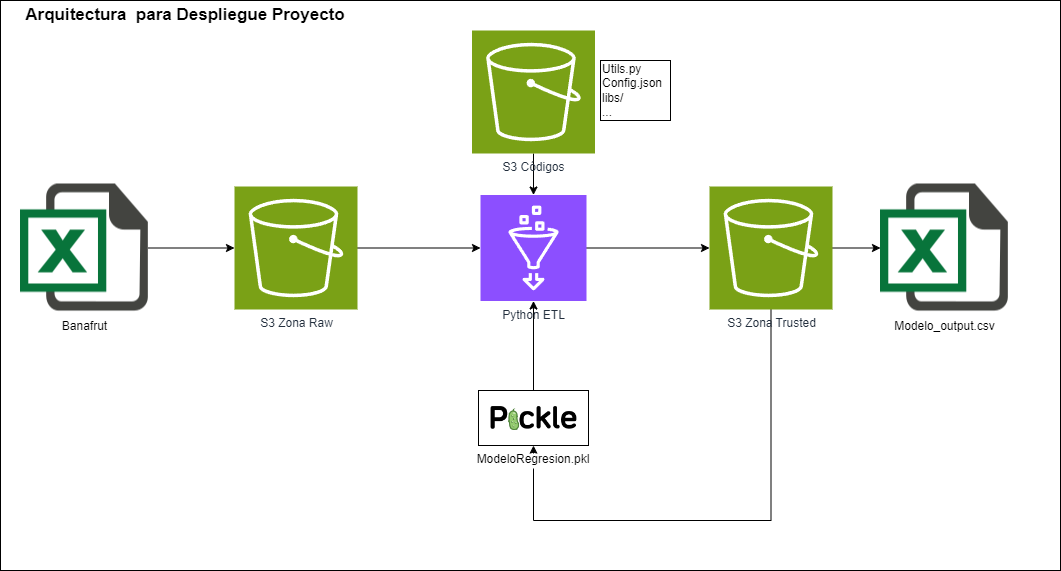 Arquitectura  para Despliegue Proyecto
Utils.py
Config.json
libs/
...
S3 Códigos
X
Banafrut
S3 Zona Raw
Python ETL
S3 Zona Trusted
X
Modelo_output.csv
Pickle
ModeloRegresion.pkl